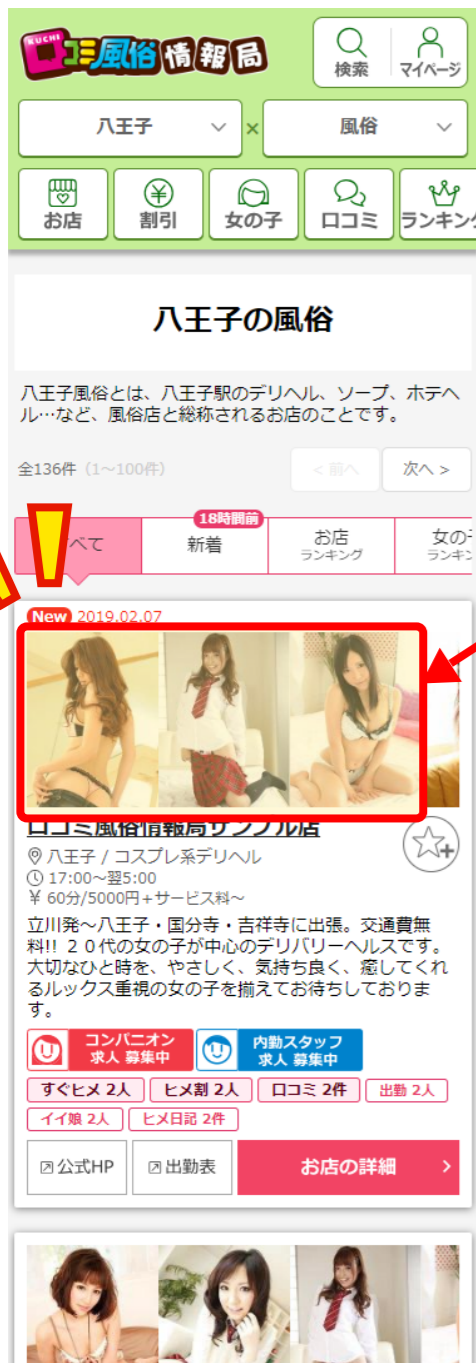 KUCHI
口コミ風俗情報局
検索
マイページ
八王子
×
風俗
お店
割引
女の子
口コミ
ランキング
八王子の風俗
八王子風俗とは、八王子駅のデリヘル、ソープ、ホテヘ
ル…など、風俗店と総称されるお店のことです。
全136件（1～100件）
< 前へ
次へ >
18時間前
べて
新着
お店
ランキング
女の子
ランキン
New 2019.02.07
口コミ風俗情報局サンプル店
八王子 / コスプレ系デリヘル
17:00～翌5:00
¥ 60分/5000円+サービス料～
立川発～八王子・国分寺・吉祥寺に出張。交通費無
料!! ２０代の女の子が中心のデリバリーヘルスです。
大切なひと時を、やさしく、気持ち良く、癒してくれ
るルックス重視の女の子を揃えてお待ちしておりま
す。
コンパニオン
求人 募集中
内勤スタッフ
求人 募集中
すぐヒメ 2人
ヒメ割 2人
口コミ 2件
出勤 2人
イイ娘 2人
ヒメ日記 2件
公式HP
出勤表
お店の詳細